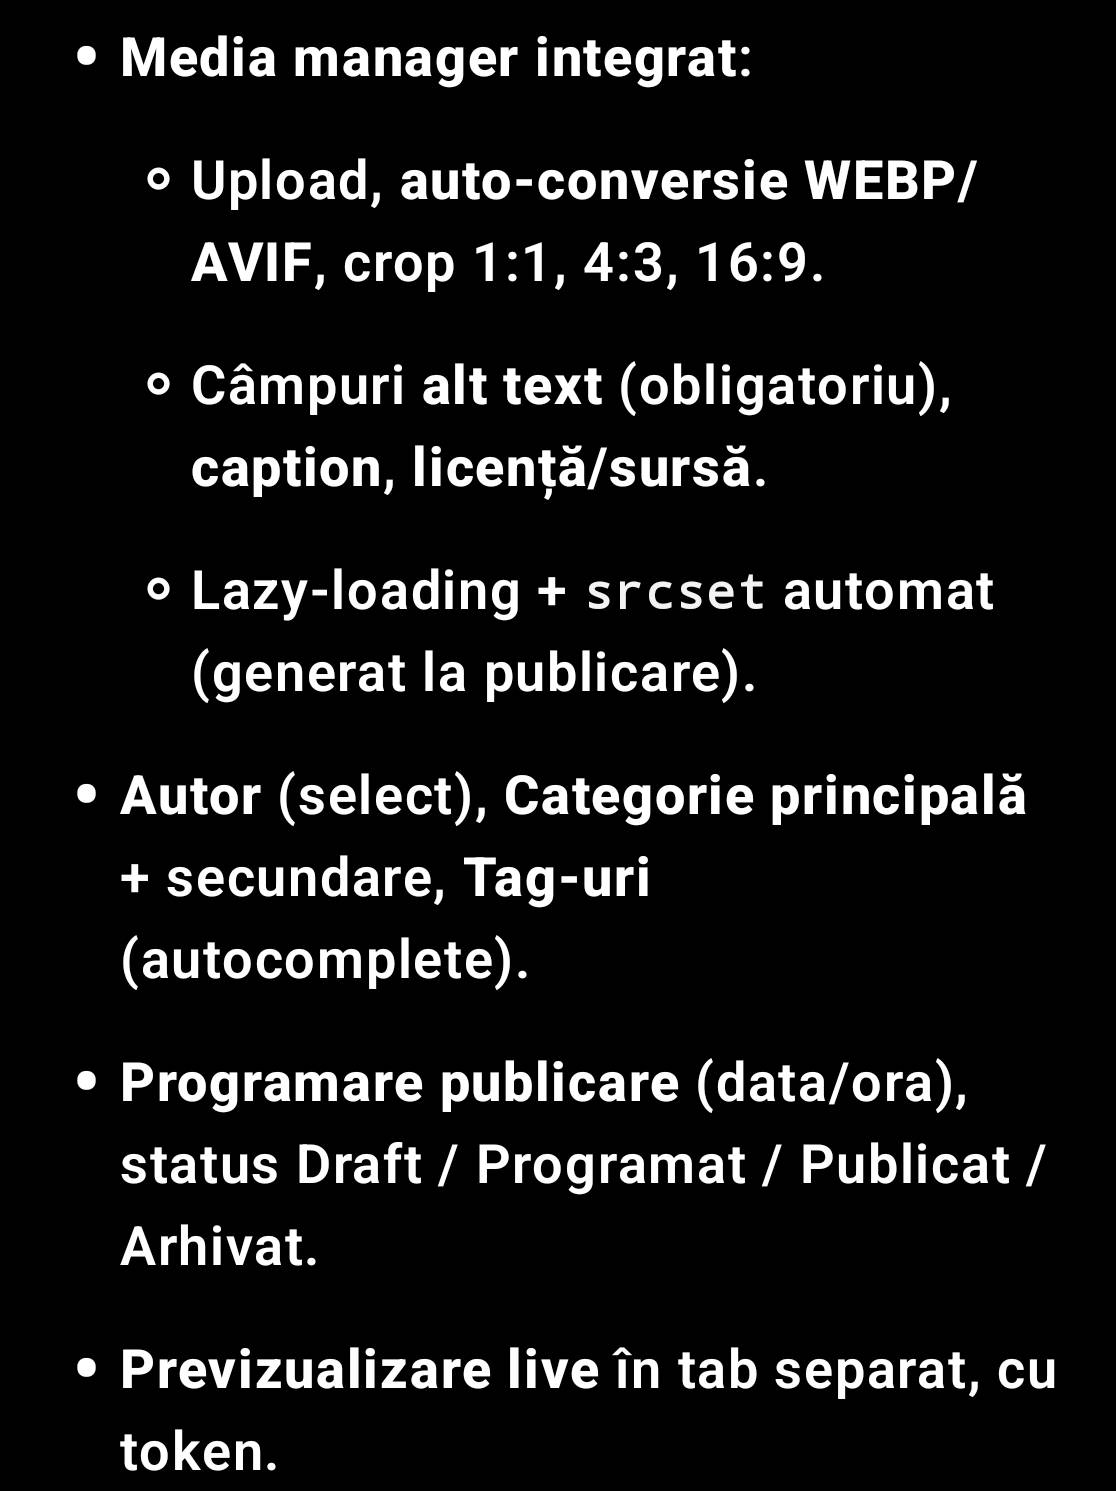 • Media manager integrat:
◦ Upload, auto-conversie WEBP/
AVIF, crop 1:1, 4:3, 16:9.
◦ Câmpuri alt text (obligatoriu),
caption, licență/sursă.
◦ Lazy-loading + srcset automat
(generat la publicare).
• Autor (select), Categorie principală
+ secundare, Tag-uri
(autocomplete).
• Programare publicare (data/ora),
status Draft / Programat / Publicat /
Arhivat.
• Previzualizare live în tab separat, cu
token.